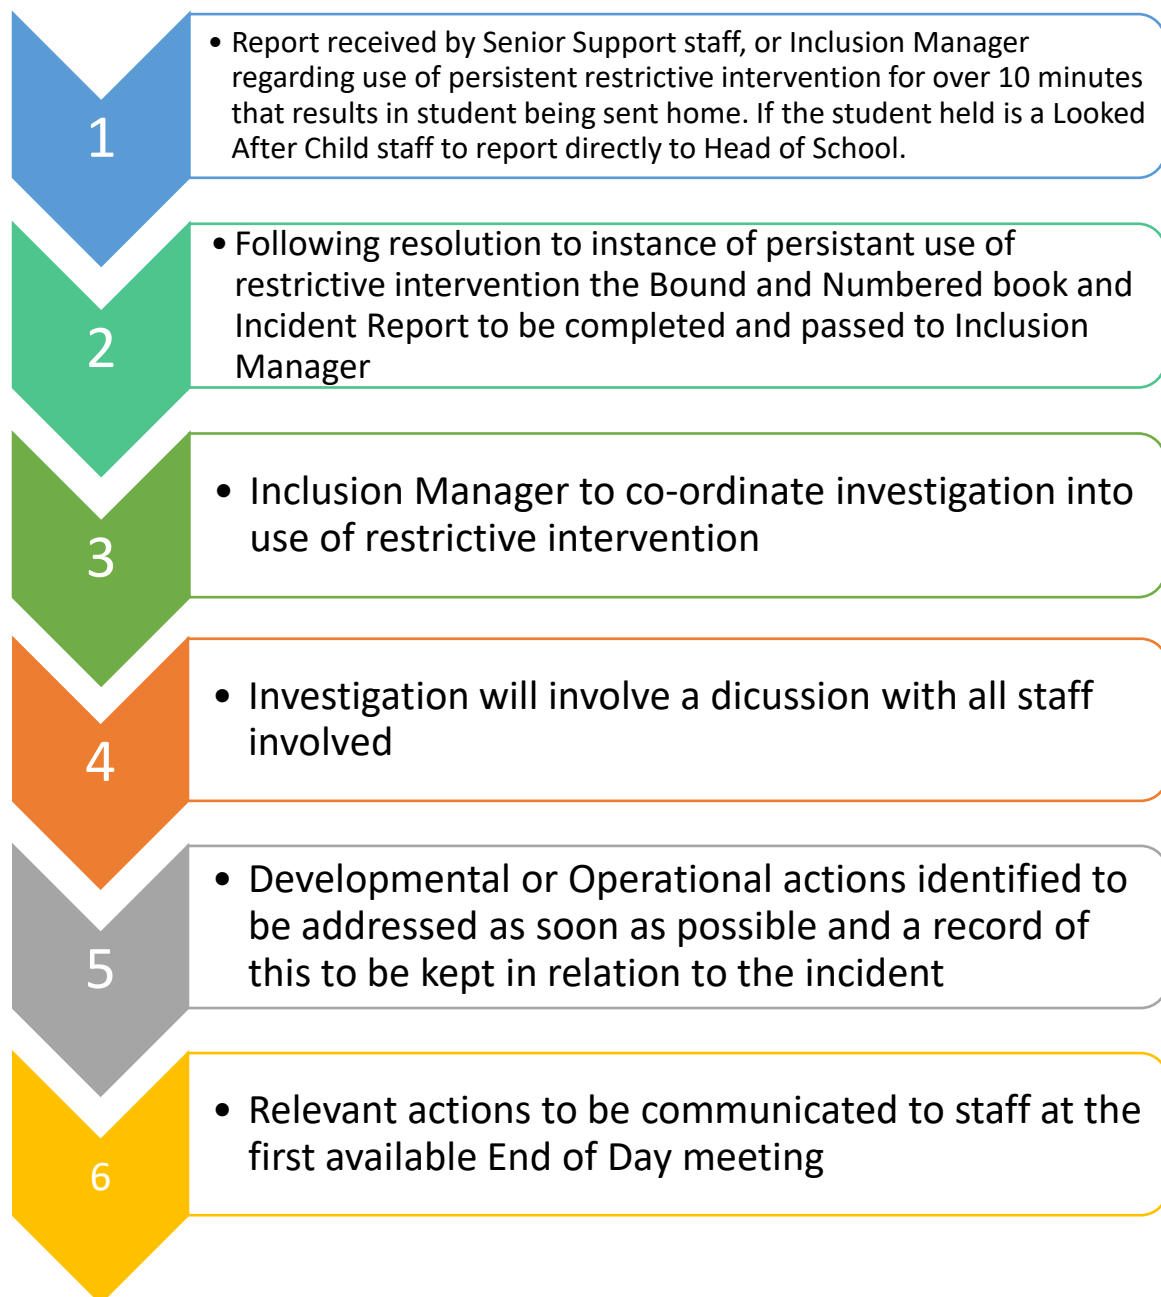 1
• Report received by Senior Support staff, or Inclusion Manager
regarding use of persistent restrictive intervention for over 10 minutes
that results in student being sent home. If the student held is a Looked
After Child staff to report directly to Head of School.
2
• Following resolution to instance of persistant use of
restrictive intervention the Bound and Numbered book and
Incident Report to be completed and passed to Inclusion
Manager
3
• Inclusion Manager to co-ordinate investigation into
use of restrictive intervention
4
• Investigation will involve a dicussion with all staff
involved
5
• Developmental or Operational actions identified to
be addressed as soon as possible and a record of
this to be kept in relation to the incident
6
• Relevant actions to be communicated to staff at the
first available End of Day meeting